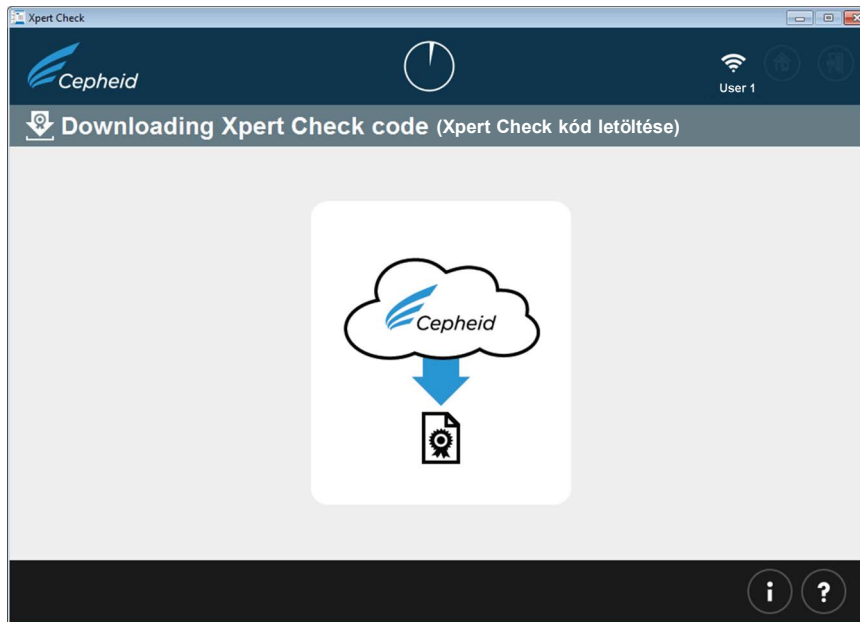 Xpert Check
Cepheid
User 1
Downloading Xpert Check code (Xpert Check kód letöltése)
Cepheid
i ?